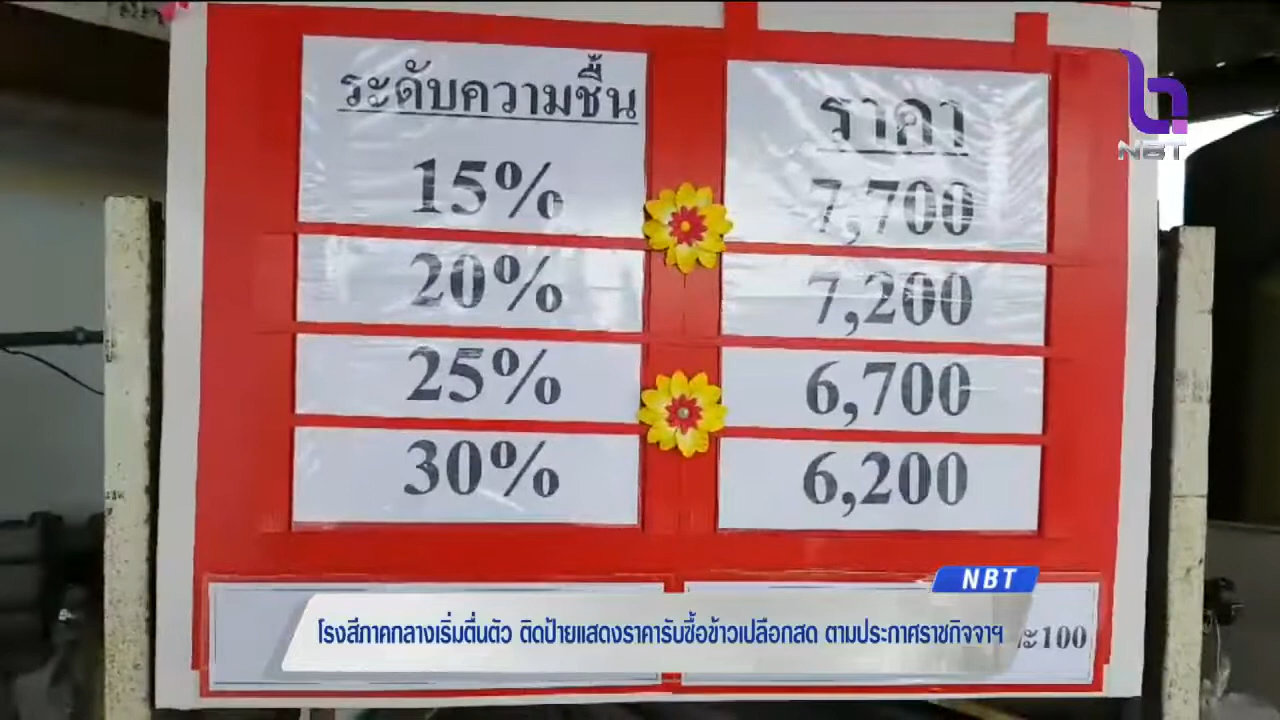 ระดับความชื้น ราคา
15% 7,700
20% 7,200
25% 6,700
30% 6,200
NBT
NBT
โรงสีภาคกลางเริ่มตื่นตัว ติดป้ายแสดงราคารับซื้อข้าวเปลือกสด ตามประกาศราชกิจจาฯ
ละ100